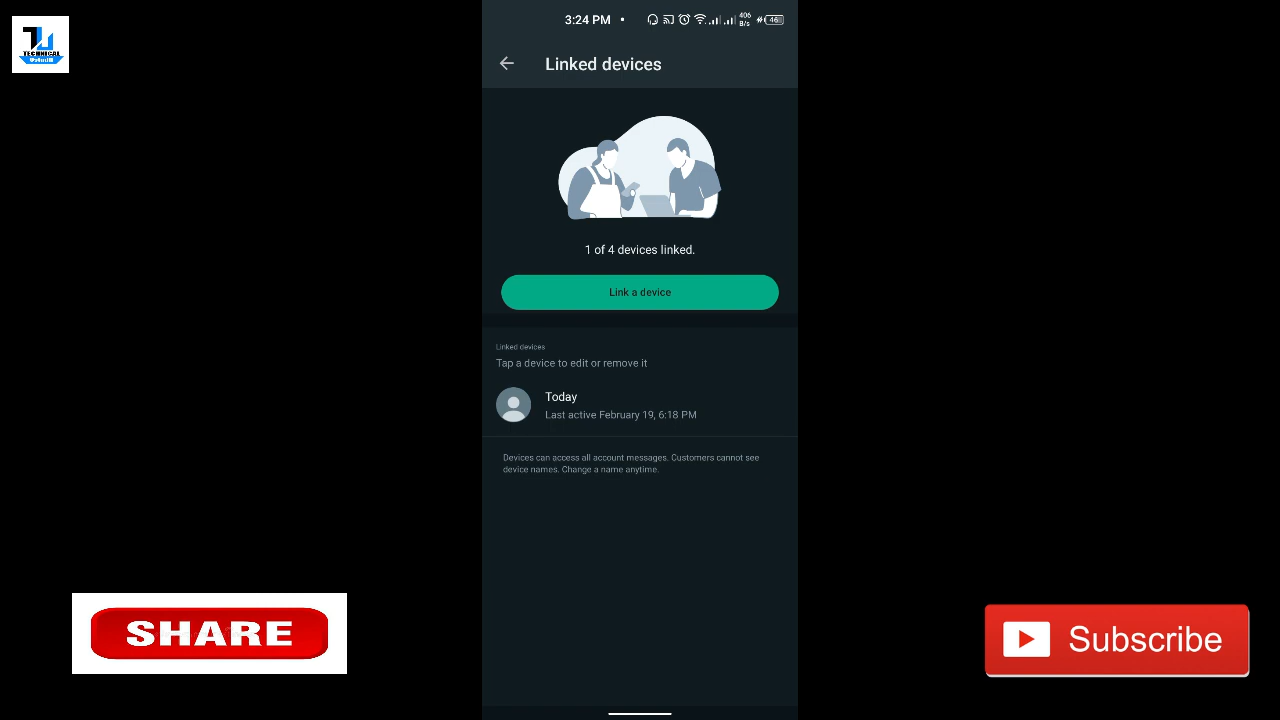 3:24 PM
406
B/s
46
TECHNICAL
Linked devices
1 of 4 devices linked.
Link a device
Linked devices
Tap a device to edit or remove it
Today
Last active February 19, 6:18 PM
Devices can access all account messages. Customers cannot see
device names. Change a name anytime.
SHARE
Subscribe